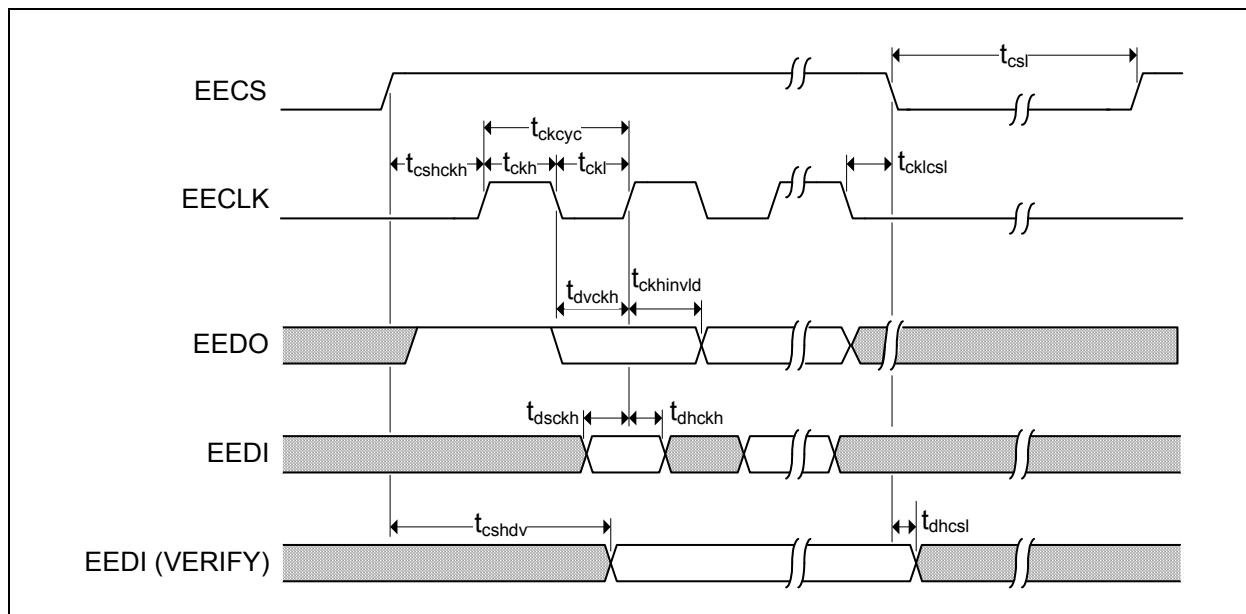 EECS
t_csl
t_ckcyc
t_cshckh
t_ckh
t_ckl
t_cklcsl
EECLK
t_dvckh
t_ckhinvld
EEDO
t_dsckh
t_dhckh
EEDI
t_cshdv
t_dhcsl
EEDI (VERIFY)